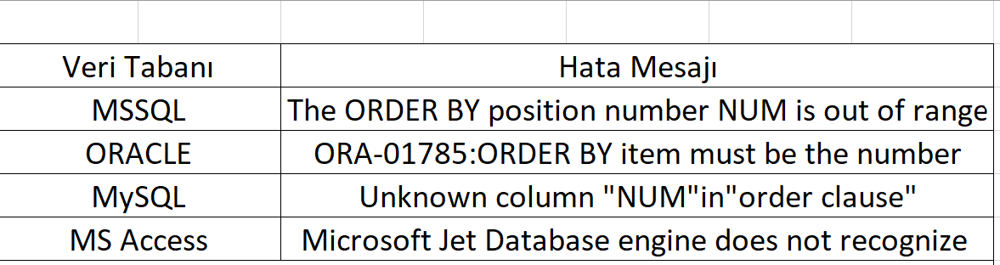 Veri Tabanı Hata Mesajı
MSSQL The ORDER BY position number NUM is out of range
ORACLE ORA-01785:ORDER BY item must be the number
MySQL Unknown column "NUM"in"order clause"
MS Access Microsoft Jet Database engine does not recognize